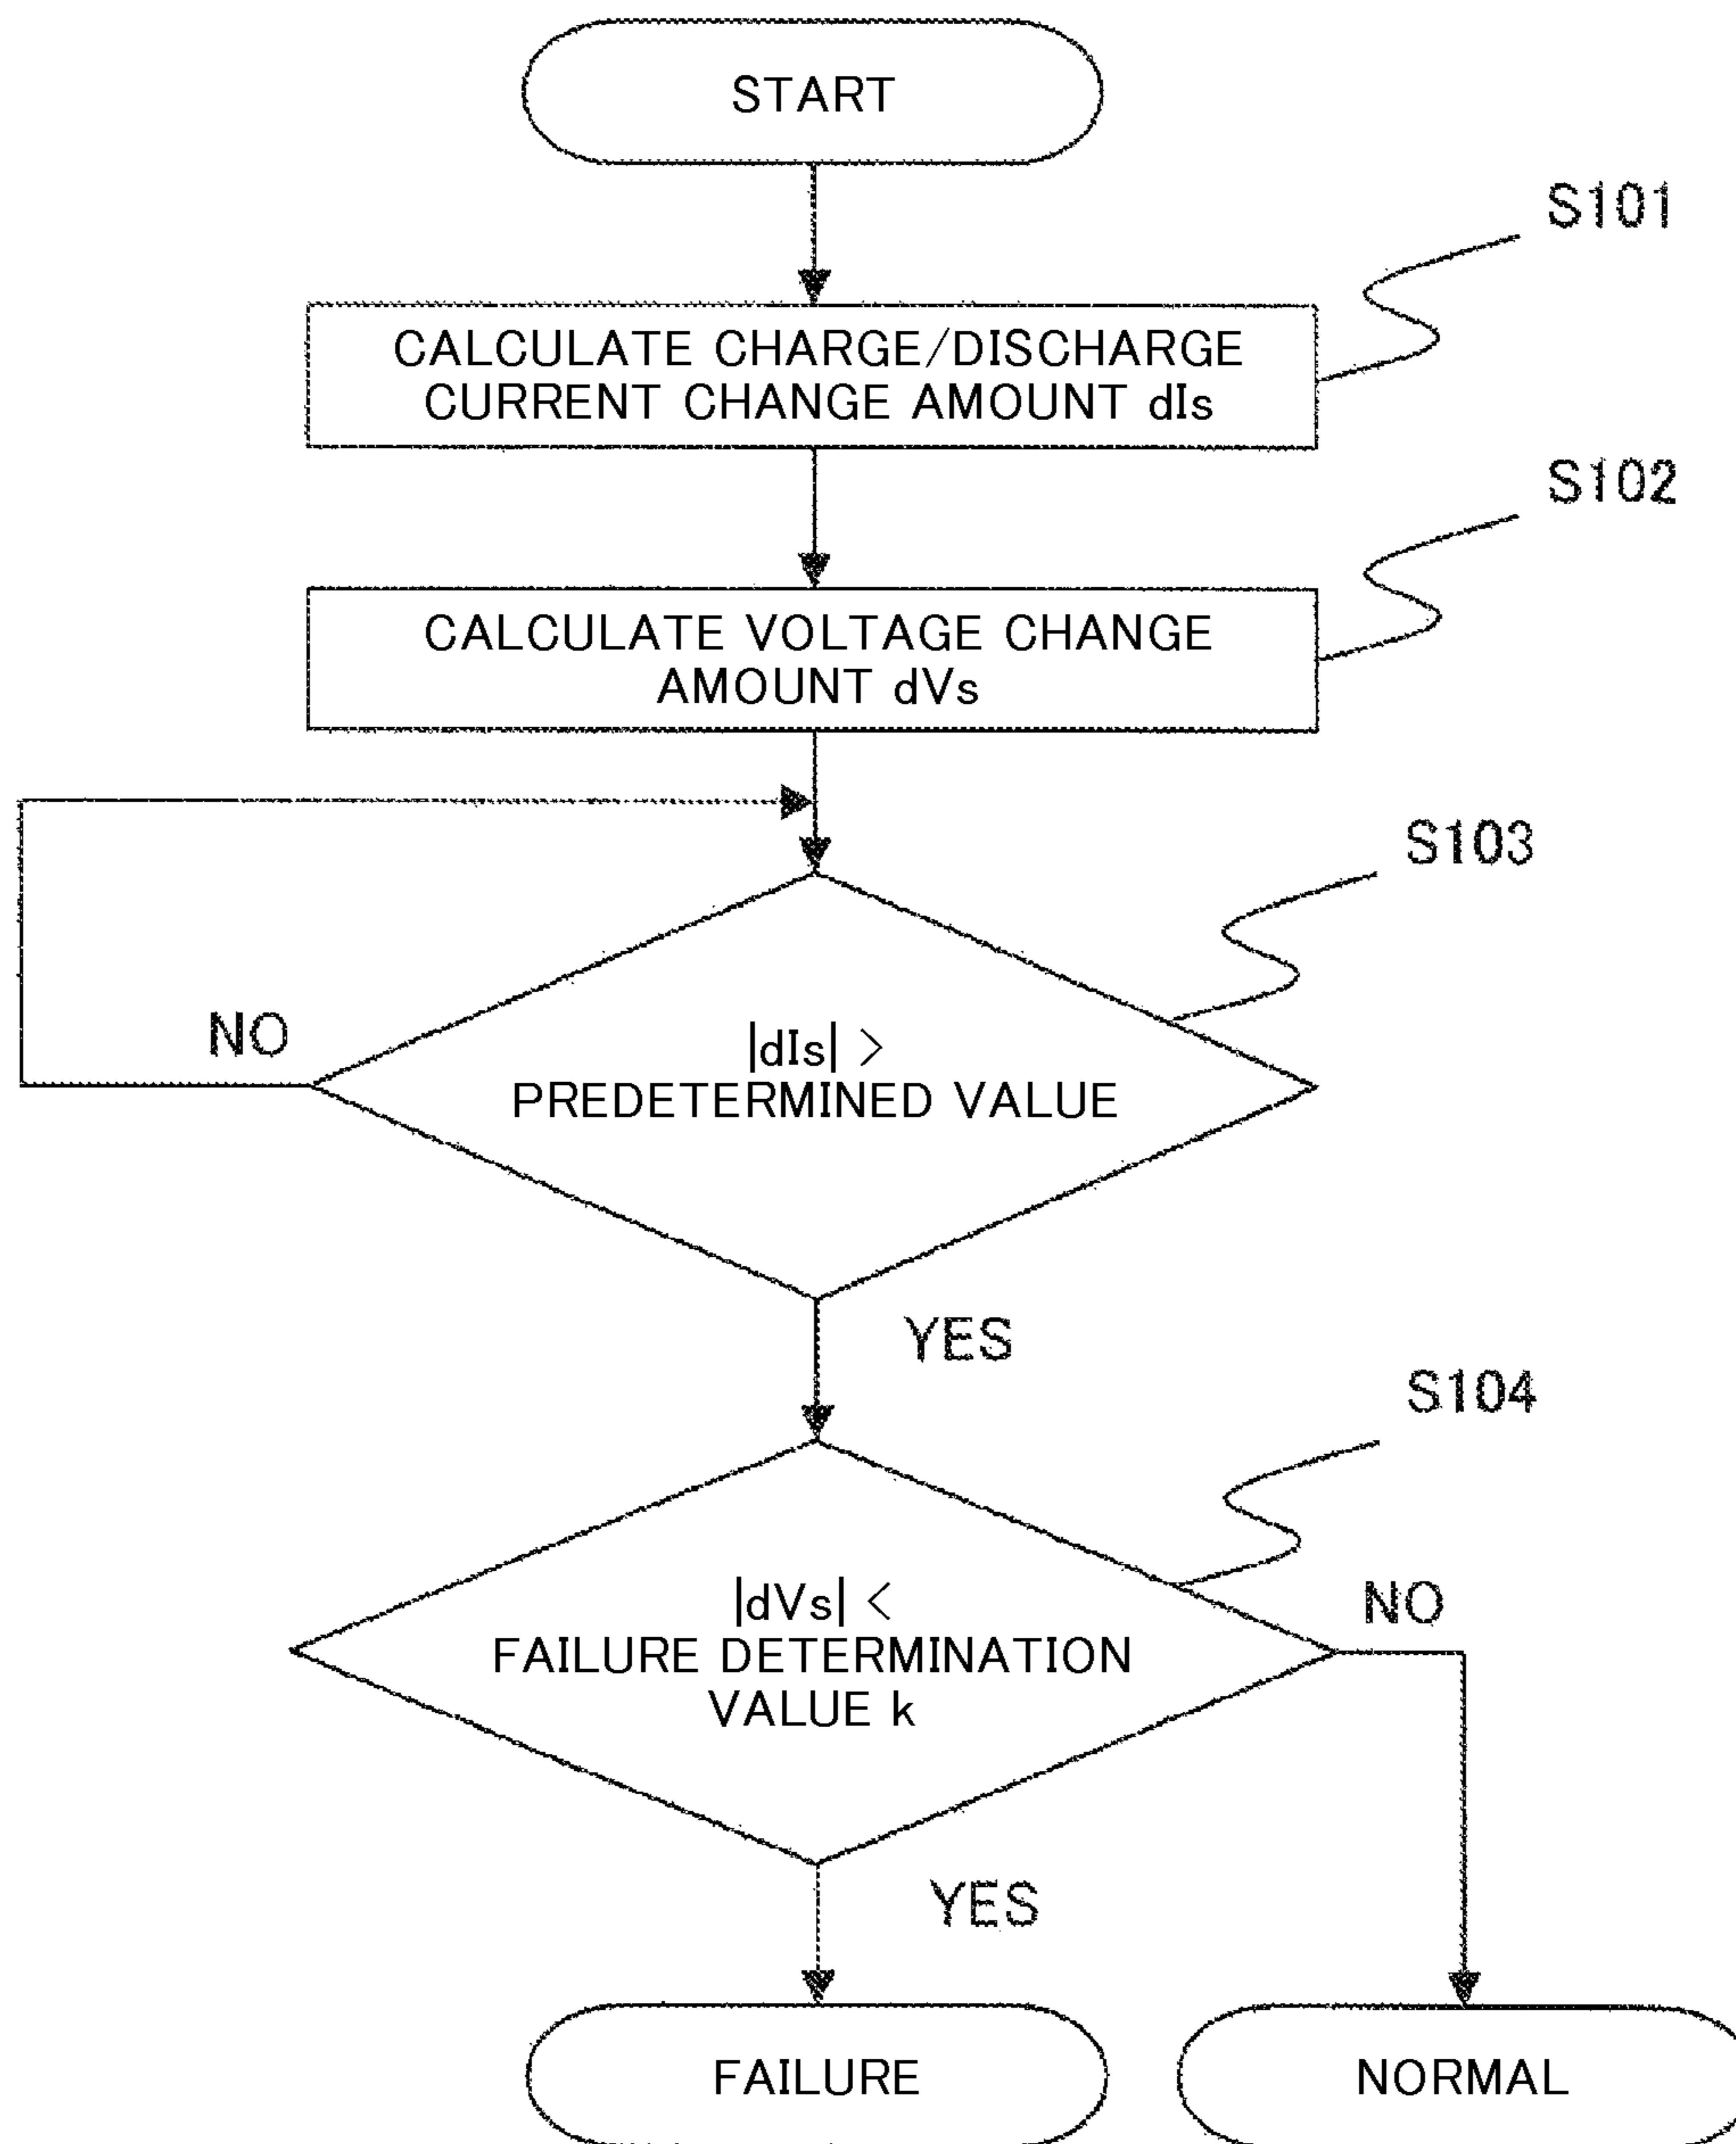 START
S101
CALCULATE CHARGE/DISCHARGE
CURRENT CHANGE AMOUNT dIs
S102
CALCULATE VOLTAGE CHANGE
AMOUNT dVs
S103
NO
|dIs| >
PREDETERMINED VALUE
YES
S104
|dVs| <
FAILURE DETERMINATION
VALUE k
NO
YES
FAILURE
NORMAL